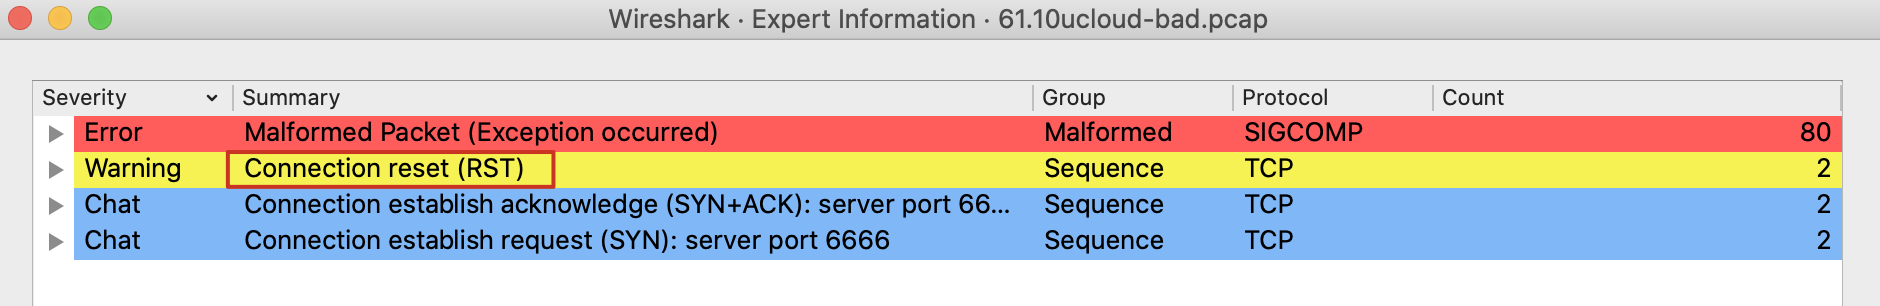 Wireshark · Expert Information · 61.10ucloud-bad.pcap
Severity Summary Group Protocol Count
Error Malformed Packet (Exception occurred) Malformed SIGCOMP 80
Warning Connection reset (RST) Sequence TCP 2
Chat Connection establish acknowledge (SYN+ACK): server port 66... Sequence TCP 2
Chat Connection establish request (SYN): server port 6666 Sequence TCP 2